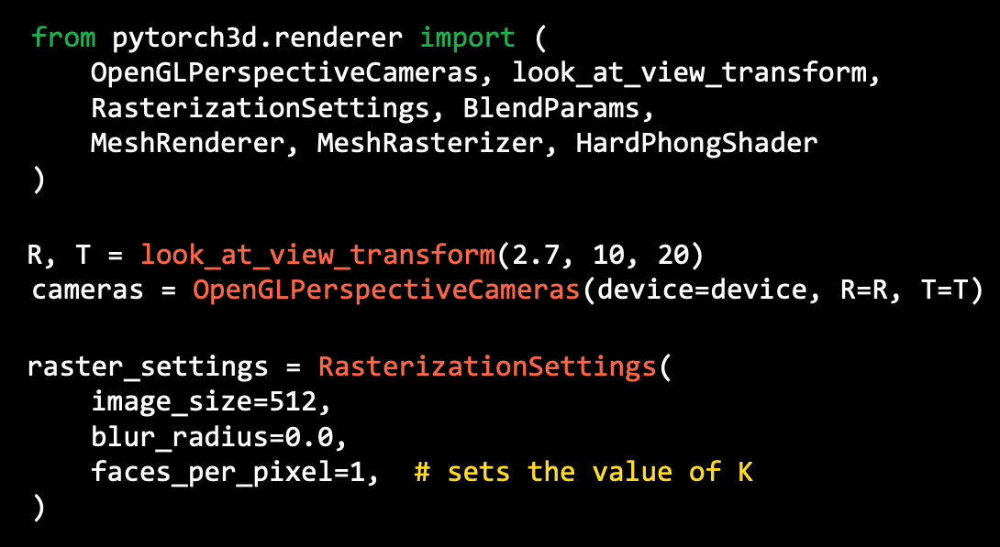 from pytorch3d.renderer import (
    OpenGLPerspectiveCameras, look_at_view_transform,
    RasterizationSettings, BlendParams,
    MeshRenderer, MeshRasterizer, HardPhongShader
)
R, T = look_at_view_transform(2.7, 10, 20)
cameras = OpenGLPerspectiveCameras(device=device, R=R, T=T)
raster_settings = RasterizationSettings(
    image_size=512,
    blur_radius=0.0,
    faces_per_pixel=1,  # sets the value of K
)